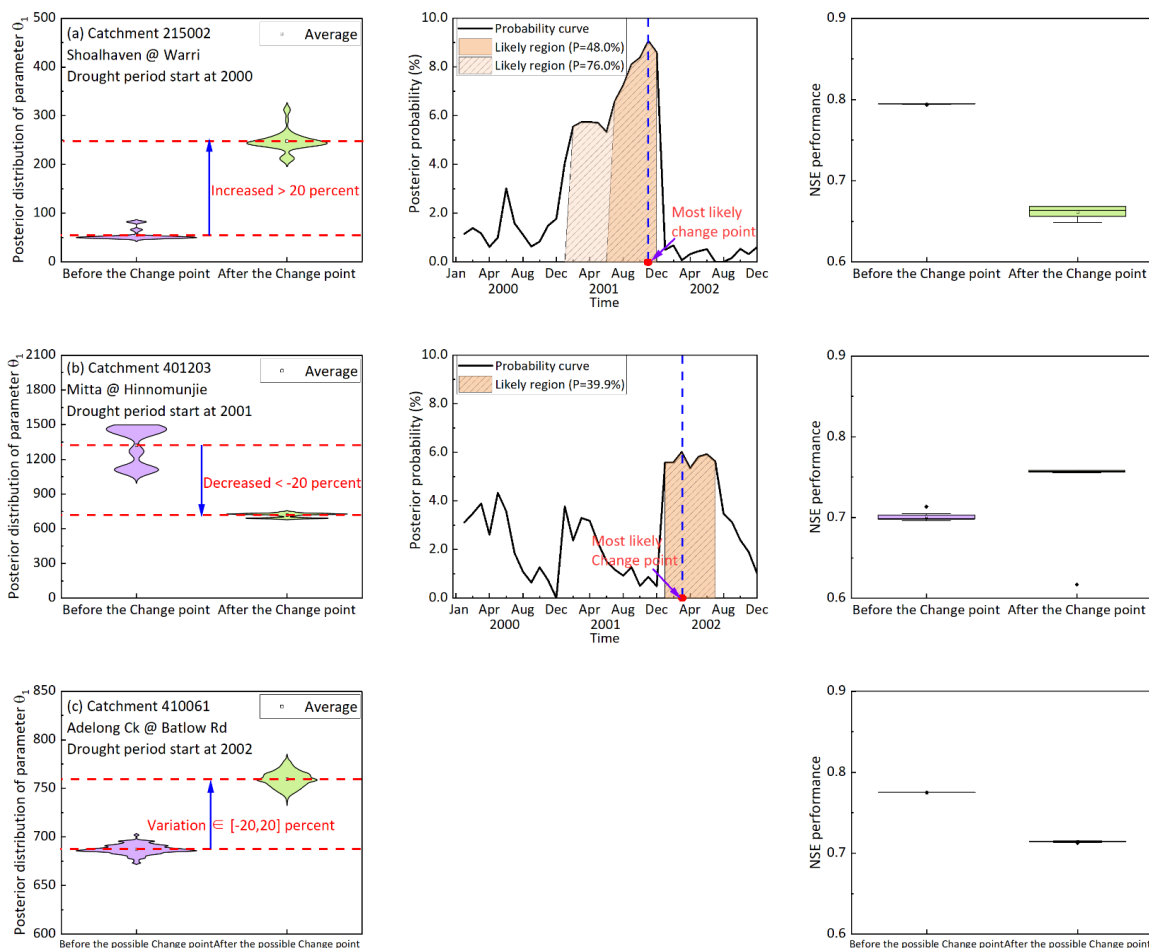 Posterior distribution of parameter θ1
500
400
300
200
100
0
(a) Catchment 215002
Average
Shoalhaven @ Warri
Drought period start at 2000
Increased > 20 percent
Before the Change point
After the Change point
Posterior probability (%)
10.0
8.0
6.0
4.0
2.0
0.0
Probability curve
Likely region (P=48.0%)
Likely region (P=76.0%)
Most likely
change point
Jan Apr Aug Dec Apr Aug Dec Apr Aug Dec
2000 2001 2002
Time
NSE performance
0.9
0.8
0.7
0.6
Before the Change point
After the Change point
Posterior distribution of parameter θ1
2100
1800
1500
1200
900
600
300
0
(b) Catchment 401203
Average
Mitta @ Hinnomunjie
Drought period start at 2001
Decreased < -20 percent
Before the Change point
After the Change point
Posterior probability (%)
10.0
8.0
6.0
4.0
2.0
0.0
Probability curve
Likely region (P=39.9%)
Most likely
Change point
Jan Apr Aug Dec Apr Aug Dec Apr Aug Dec
2000 2001 2002
Time
NSE performance
0.9
0.8
0.7
0.6
Before the Change point
After the Change point
Posterior distribution of parameter θ1
850
800
750
700
650
600
(c) Catchment 410061
Average
Adelong Ck @ Batlow Rd
Drought period start at 2002
Variation ∈ [-20,20] percent
Before the possible Change point
After the possible Change point
NSE performance
0.9
0.8
0.7
0.6
Before the possible Change point
After the possible Change point